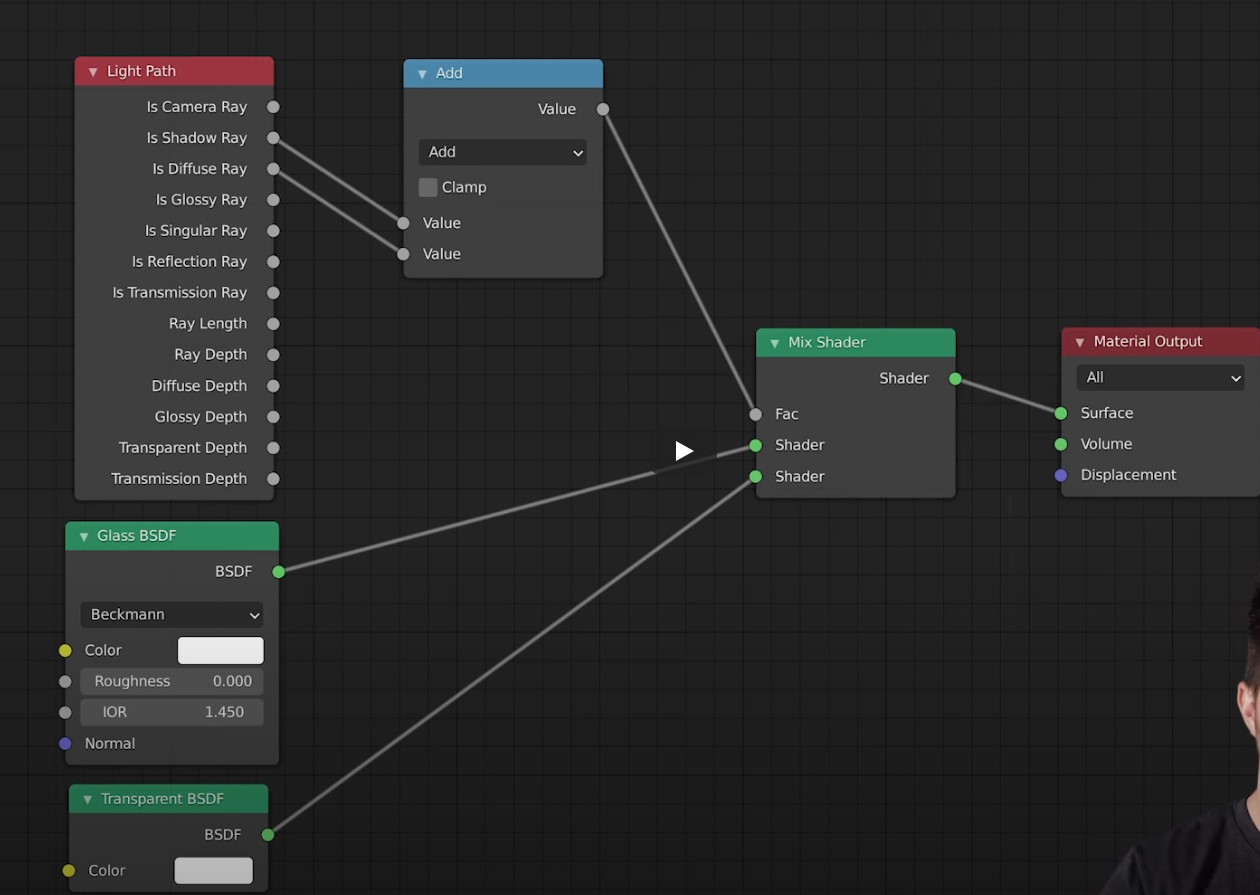 Light Path
Is Camera Ray
Is Shadow Ray
Is Diffuse Ray
Is Glossy Ray
Is Singular Ray
Is Reflection Ray
Is Transmission Ray
Ray Length
Ray Depth
Diffuse Depth
Glossy Depth
Transparent Depth
Transmission Depth
Add
Value
Add
Clamp
Value
Value
Mix Shader
Shader
Fac
Shader
Shader
Material Output
All
Surface
Volume
Displacement
Glass BSDF
BSDF
Beckmann
Color
Roughness 0.000
IOR 1.450
Normal
Transparent BSDF
BSDF
Color